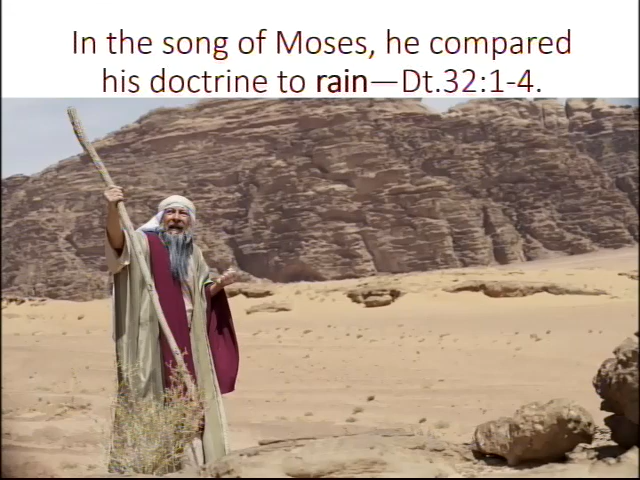 In the song of Moses, he compared
his doctrine to rain—Dt.32:1-4.